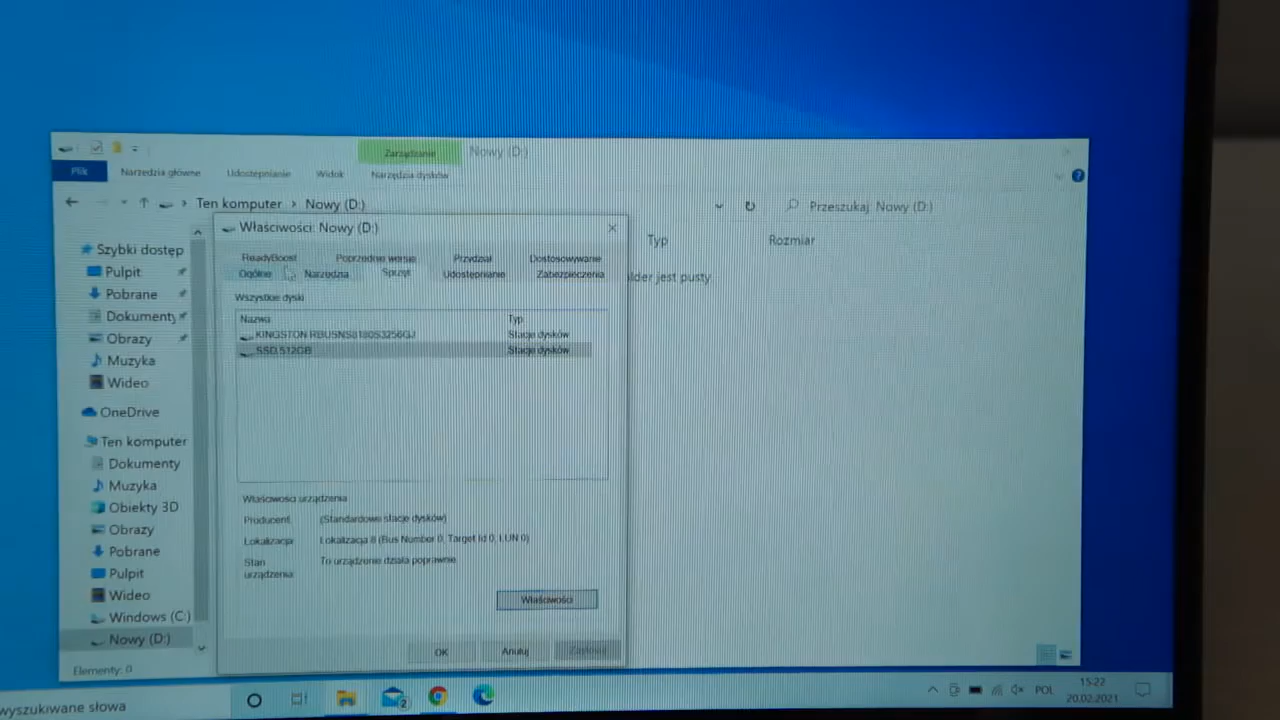 Zarządzanie
Nowy (D:)
Plik
Narzędzia główne
Udostępnianie
Widok
Narzędzia dysków
Ten komputer > Nowy (D:)
Przeszukaj: Nowy (D:)
Właściwości: Nowy (D:)
Typ
Rozmiar
lder jest pusty
ReadyBoost
Poprzednie wersje
Przydział
Dostosowywanie
Ogólne
Narzędzia
Sprzęt
Udostępnianie
Zabezpieczenia
Wszystkie dyski
Nazwa
Typ
KINGSTON RBUSNS8180S3256GJ
Stacje dysków
SSD 512GB
Stacje dysków
Właściwości urządzenia
Producent:
(Standardowe stacje dysków)
Lokalizacja:
Lokalizacja 8 (Bus Number 0, Target Id 0, LUN 0)
Stan urządzenia:
To urządzenie działa poprawnie
Właściwości
OK
Anuluj
Zastosuj
Szybki dostęp
Pulpit
Pobrane
Dokumenty
Obrazy
Muzyka
Wideo
OneDrive
Ten komputer
Dokumenty
Muzyka
Obiekty 3D
Obrazy
Pobrane
Pulpit
Wideo
Windows (C:)
Nowy (D:)
Elementy: 0
wyszukiwane słowa
2
POL
15:22
20.02.2021